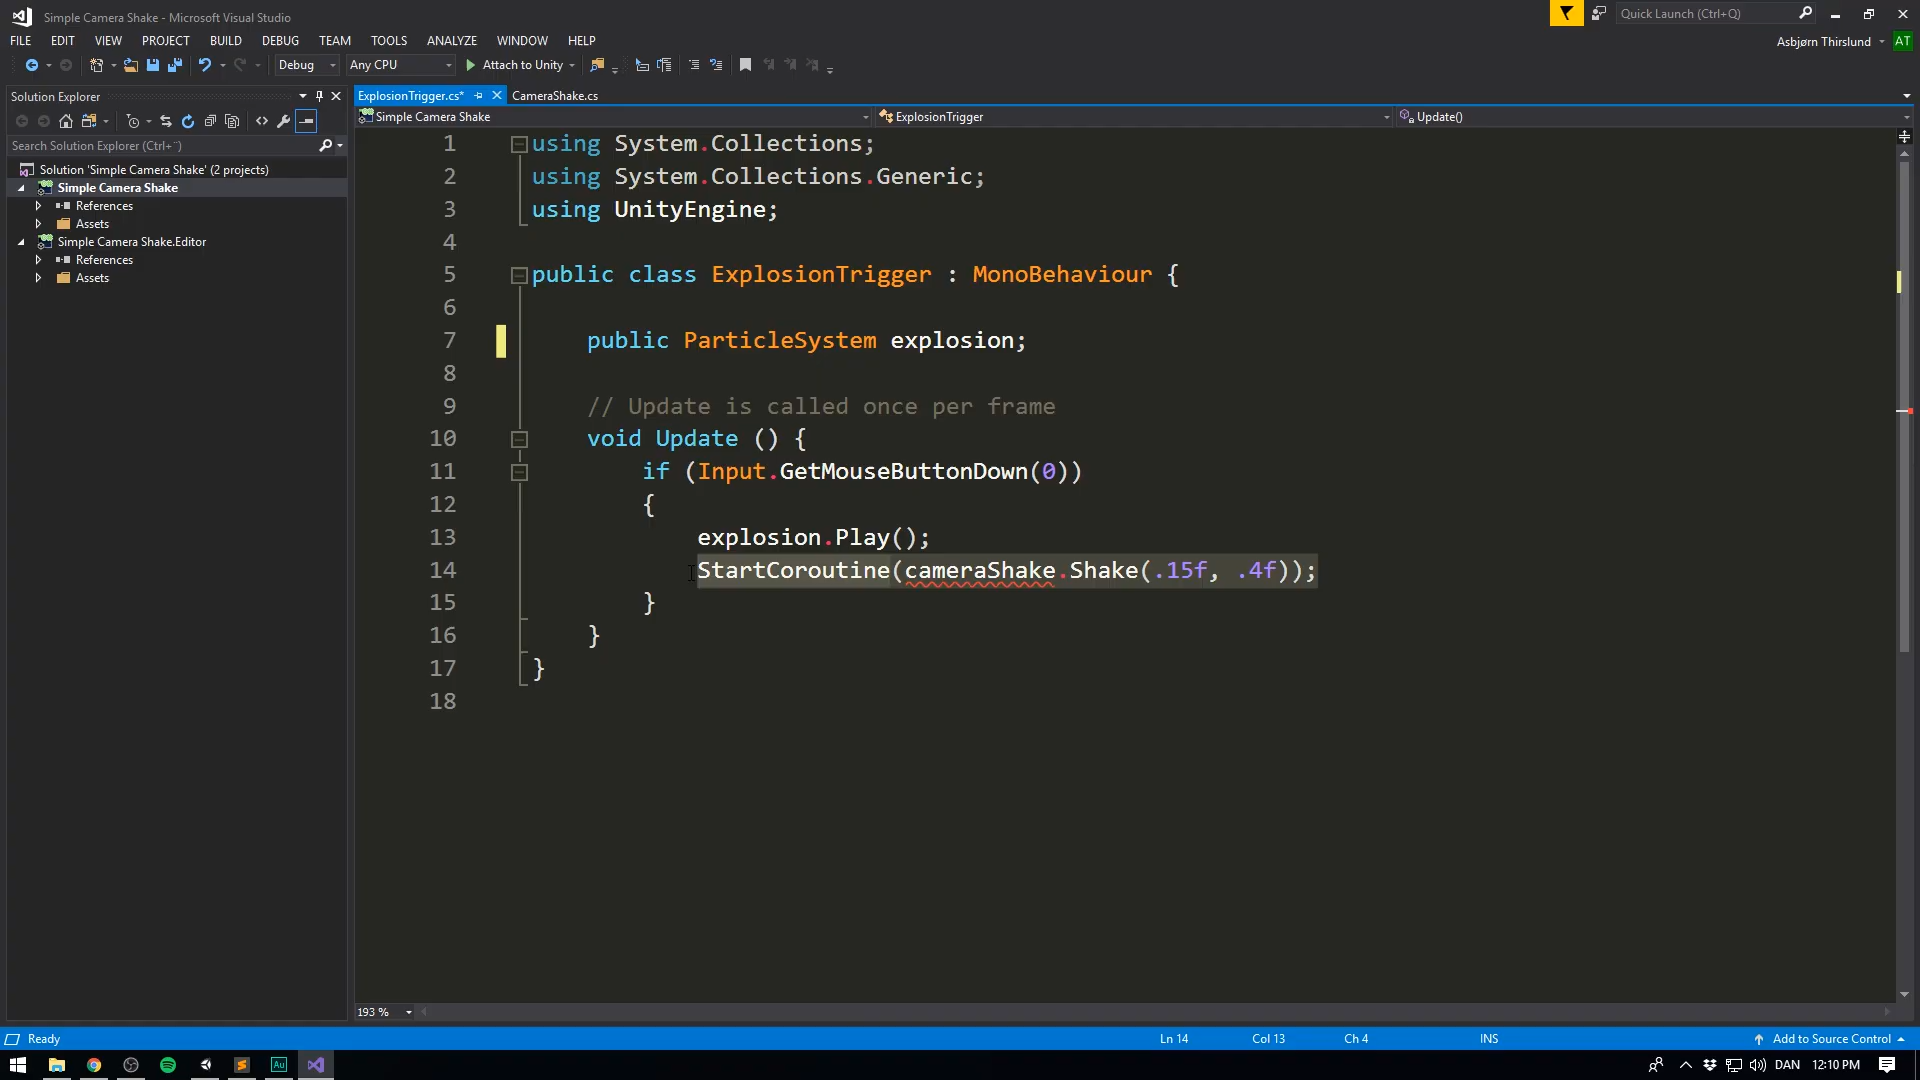 Simple Camera Shake - Microsoft Visual Studio
Quick Launch (Ctrl+Q)
FILE EDIT VIEW PROJECT BUILD DEBUG TEAM TOOLS ANALYZE WINDOW HELP
Asbjørn Thirslund AT
Debug Any CPU Attach to Unity
Solution Explorer
ExplosionTrigger.cs* CameraShake.cs
Simple Camera Shake ExplosionTrigger Update()
Search Solution Explorer (Ctrl+¨)
Solution 'Simple Camera Shake' (2 projects)
Simple Camera Shake
References
Assets
Simple Camera Shake.Editor
References
Assets
1 using System.Collections;
2 using System.Collections.Generic;
3 using UnityEngine;
4
5 public class ExplosionTrigger : MonoBehaviour {
6
7 public ParticleSystem explosion;
8
9 // Update is called once per frame
10 void Update () {
11 if (Input.GetMouseButtonDown(0))
12 {
13 explosion.Play();
14 StartCoroutine(cameraShake.Shake(.15f, .4f));
15 }
16 }
17 }
18
193 %
Ready Ln 14 Col 13 Ch 4 INS Add to Source Control
Au DAN 12:10 PM